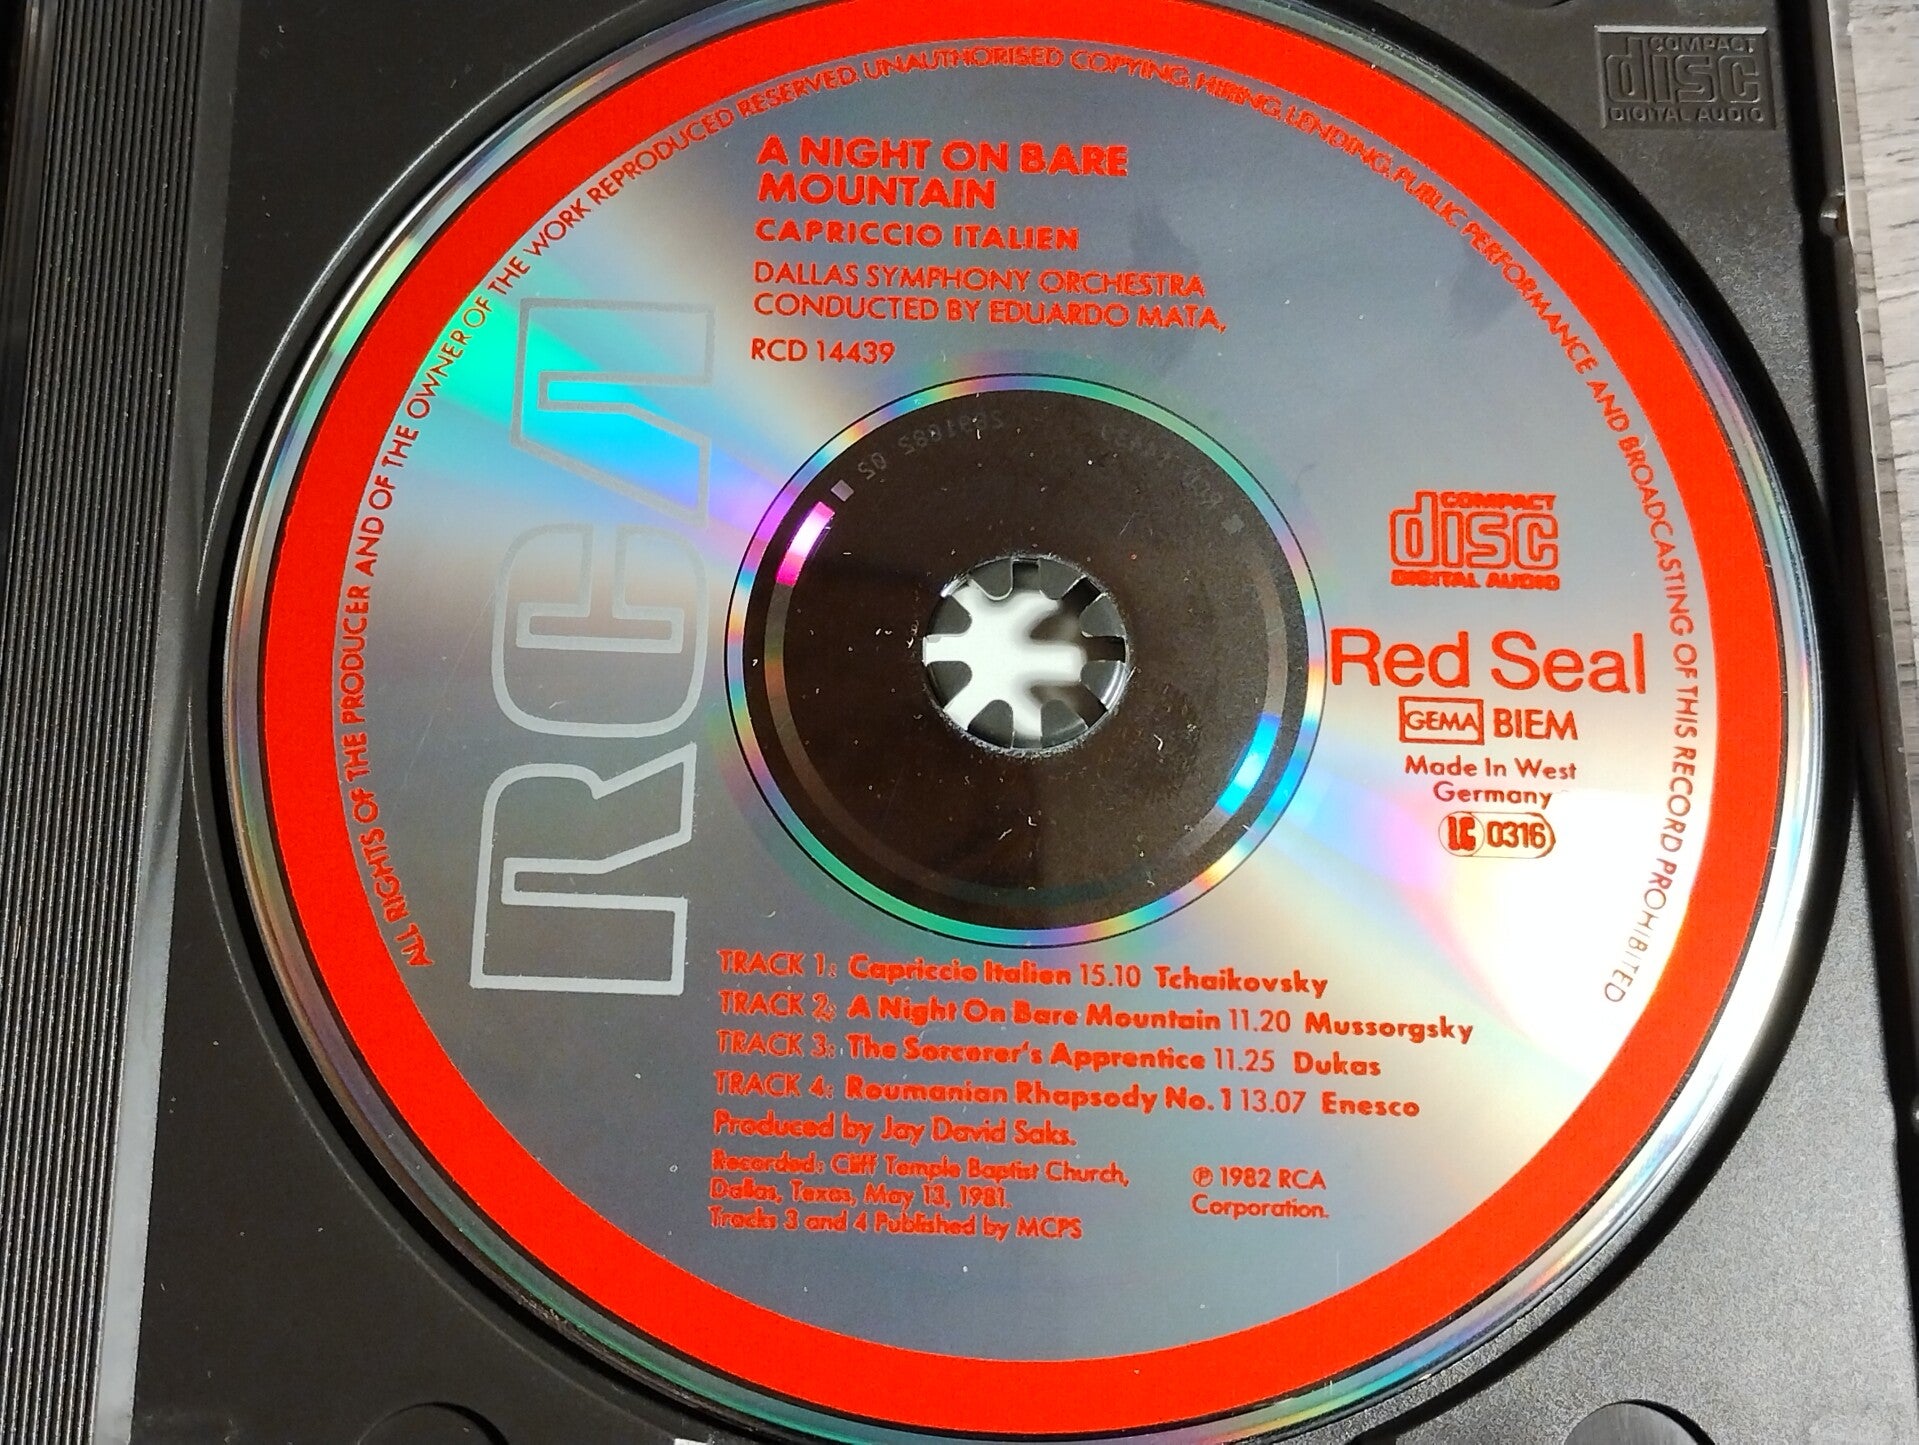 COMPACT
disc
DIGITAL AUDIO
ALL RIGHTS OF THE PRODUCER AND OF THE OWNER OF THE WORK REPRODUCED RESERVED. UNAUTHORISED COPYING, HIRING, LENDING, PUBLIC PERFORMANCE AND BROADCASTING OF THIS RECORD PROHIBITED
A NIGHT ON BARE
MOUNTAIN
CAPRICCIO ITALIEN
DALLAS SYMPHONY ORCHESTRA
CONDUCTED BY EDUARDO MATA,
RCD 14439
RCA
COMPACT
disc
DIGITAL AUDIO
Red Seal
GEMA BIEM
Made In West
Germany
LC 0316
TRACK 1: Capriccio Italien 15.10 Tchaikovsky
TRACK 2: A Night On Bare Mountain 11.20 Mussorgsky
TRACK 3: The Sorcerer's Apprentice 11.25 Dukas
TRACK 4: Roumanian Rhapsody No. 1 13.07 Enesco
Produced by Jay David Saks.
Recorded: Cliff Temple Baptist Church,
Dallas, Texas, May 13, 1981.
Tracks 3 and 4 Published by MCPS
℗ 1982 RCA
Corporation.